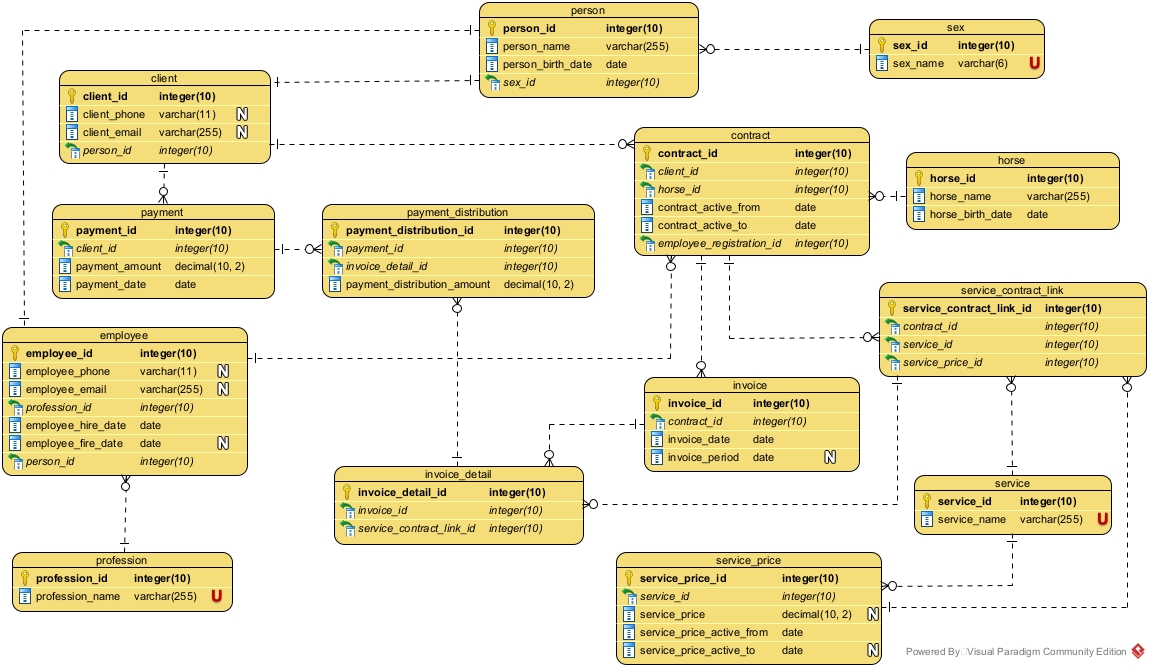 person
person_id integer(10)
person_name varchar(255)
person_birth_date date
sex_id integer(10)
sex
sex_id integer(10)
sex_name varchar(6) U
client
client_id integer(10)
client_phone varchar(11) N
client_email varchar(255) N
person_id integer(10)
contract
contract_id integer(10)
client_id integer(10)
horse_id integer(10)
contract_active_from date
contract_active_to date
employee_registration_id integer(10)
horse
horse_id integer(10)
horse_name varchar(255)
horse_birth_date date
payment
payment_id integer(10)
client_id integer(10)
payment_amount decimal(10, 2)
payment_date date
payment_distribution
payment_distribution_id integer(10)
payment_id integer(10)
invoice_detail_id integer(10)
payment_distribution_amount decimal(10, 2)
service_contract_link
service_contract_link_id integer(10)
contract_id integer(10)
service_id integer(10)
service_price_id integer(10)
employee
employee_id integer(10)
employee_phone varchar(11) N
employee_email varchar(255) N
profession_id integer(10)
employee_hire_date date
employee_fire_date date N
person_id integer(10)
invoice
invoice_id integer(10)
contract_id integer(10)
invoice_date date
invoice_period date N
invoice_detail
invoice_detail_id integer(10)
invoice_id integer(10)
service_contract_link_id integer(10)
service
service_id integer(10)
service_name varchar(255) U
profession
profession_id integer(10)
profession_name varchar(255) U
service_price
service_price_id integer(10)
service_id integer(10)
service_price decimal(10, 2) N
service_price_active_from date
service_price_active_to date N
Powered By Visual Paradigm Community Edition